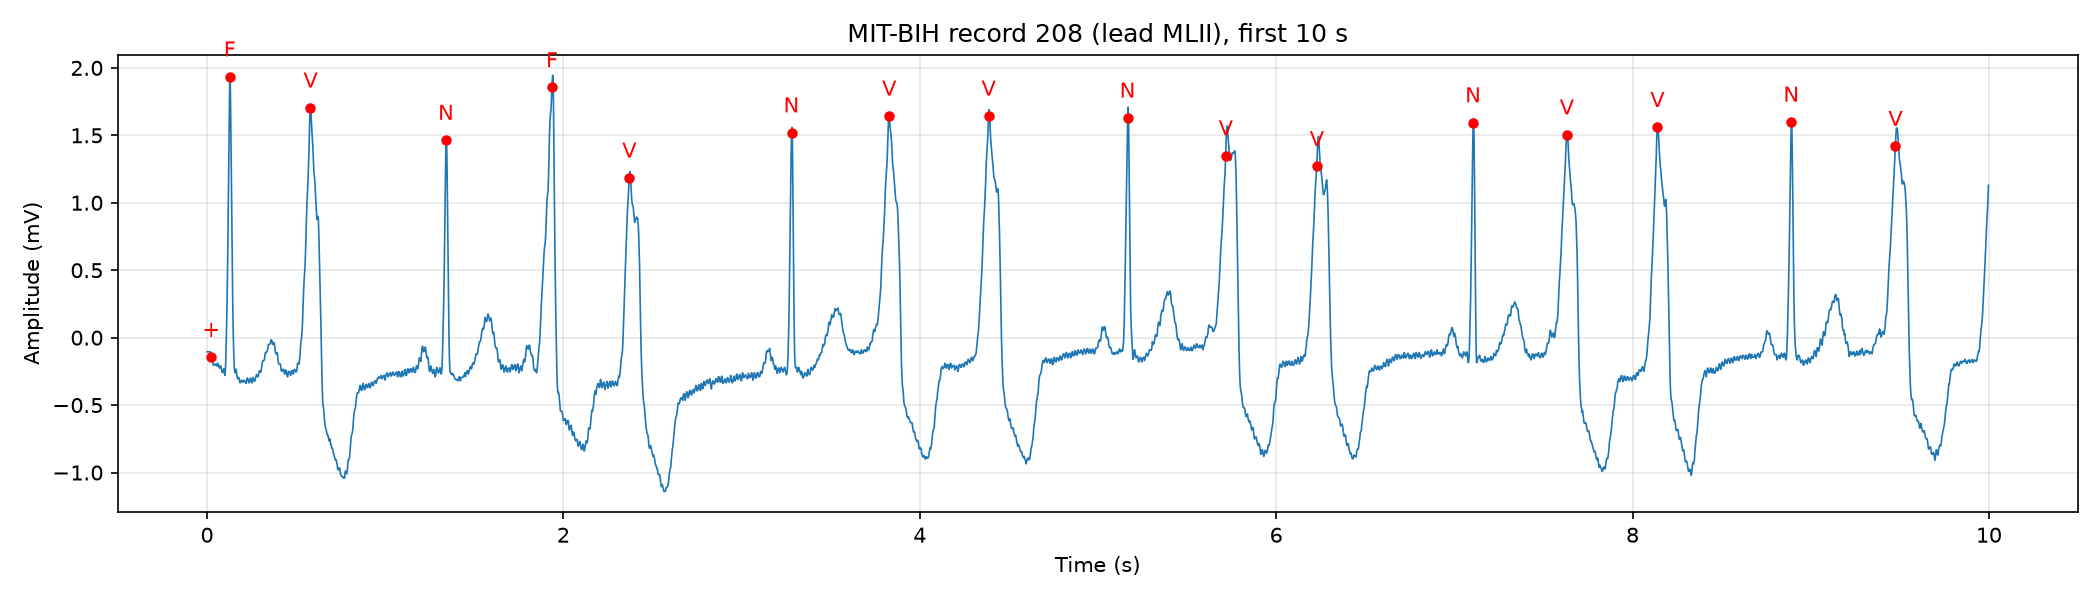 MIT-BIH record 208 (lead MLII), first 10 s
F
F
V
V
V
V
N
N
N
V
V
N
N
V
V
V
V
+
2.0
1.5
1.0
0.5
0.0
−0.5
−1.0
Amplitude (mV)
0
2
4
6
8
10
Time (s)